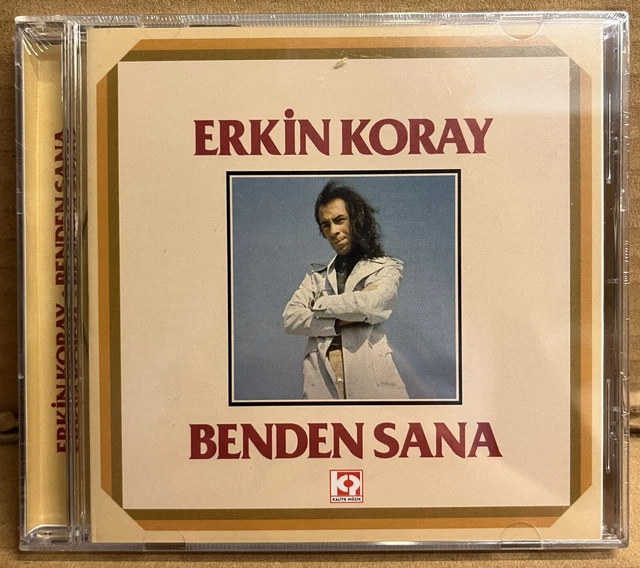 ERKİN KORAY
BENDEN SANA
KALİTE MÜZİK
ERKİN KORAY - BENDEN SANA